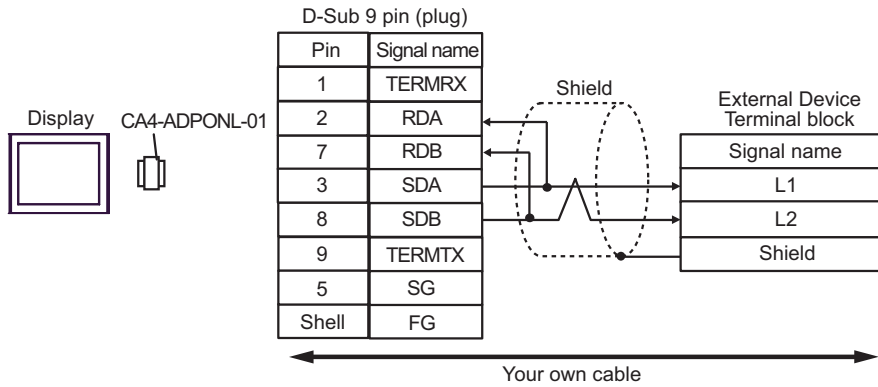 D-Sub 9 pin (plug)
Pin Signal name
1 TERMRX
2 RDA
7 RDB
3 SDA
8 SDB
9 TERMTX
5 SG
Shell FG
Display
CA4-ADPONL-01
Shield
External Device
Terminal block
Signal name
L1
L2
Shield
Your own cable